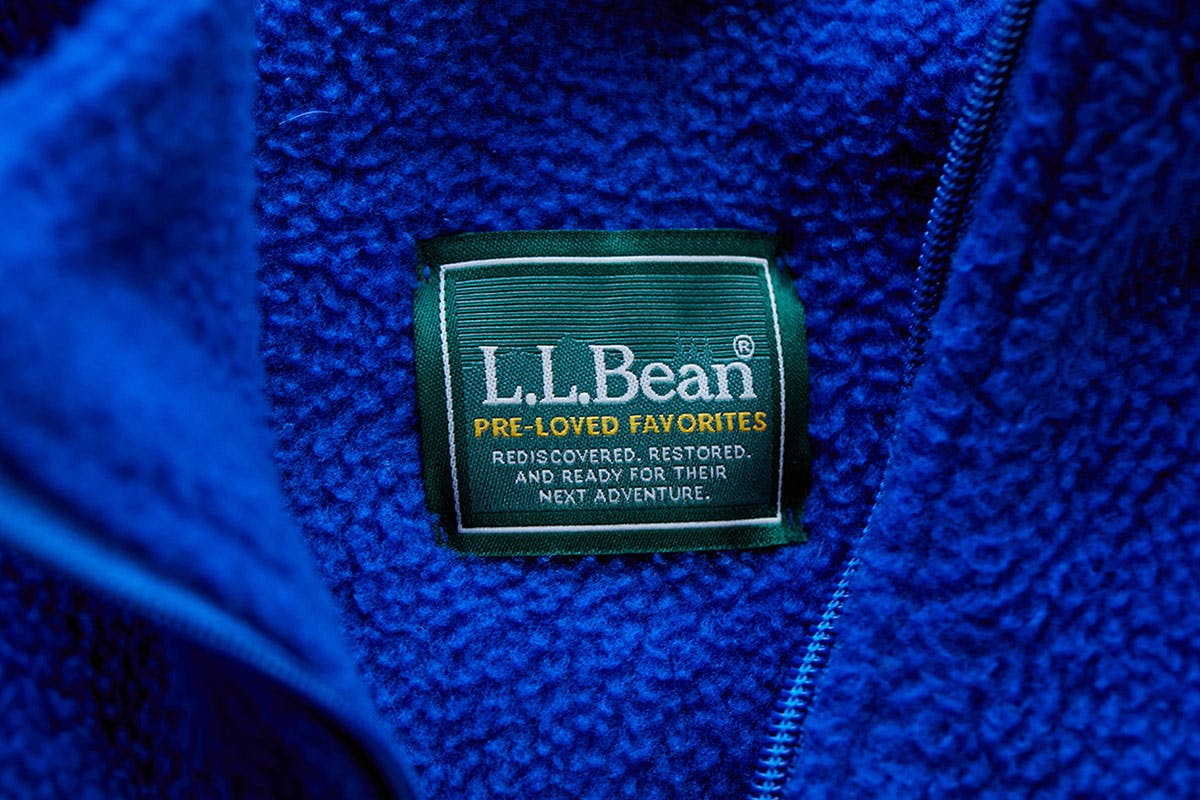 L.L.Bean®
PRE-LOVED FAVORITES
REDISCOVERED. RESTORED.
AND READY FOR THEIR
NEXT ADVENTURE.